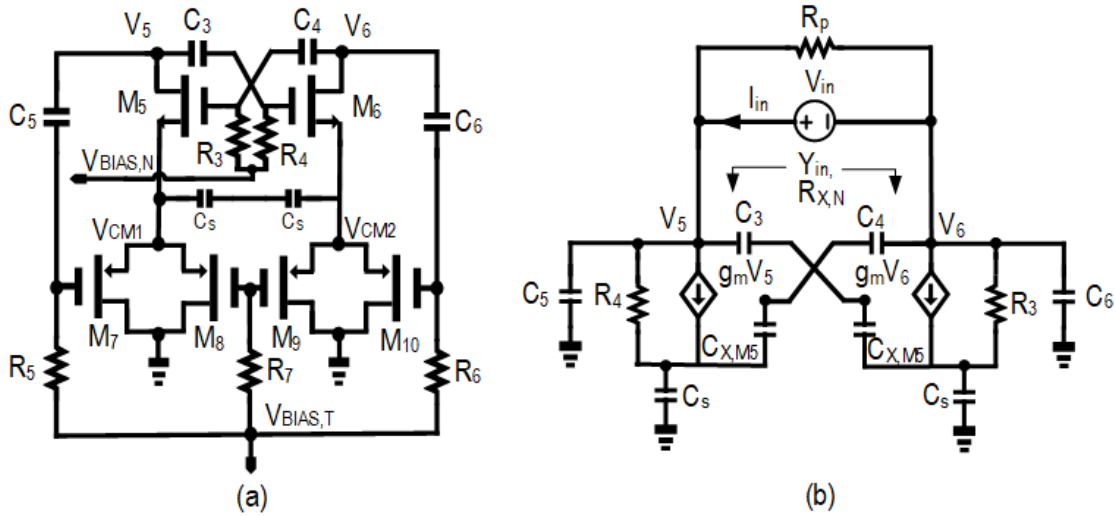 V5 C3 C4 V6
M5 M6
C5 C6
R3 R4
VBIAS,N
Cs Cs
VCM1 VCM2
M7 M8 M9 M10
R5 R7 R6
VBIAS,T
(a)
Rp
Vin
Iin
+ −
Yin,
RX,N
V5 C3 C4 V6
C5 R4 gmV5 gmV6 R3 C6
CX,M5 CX,M5
Cs Cs
(b)